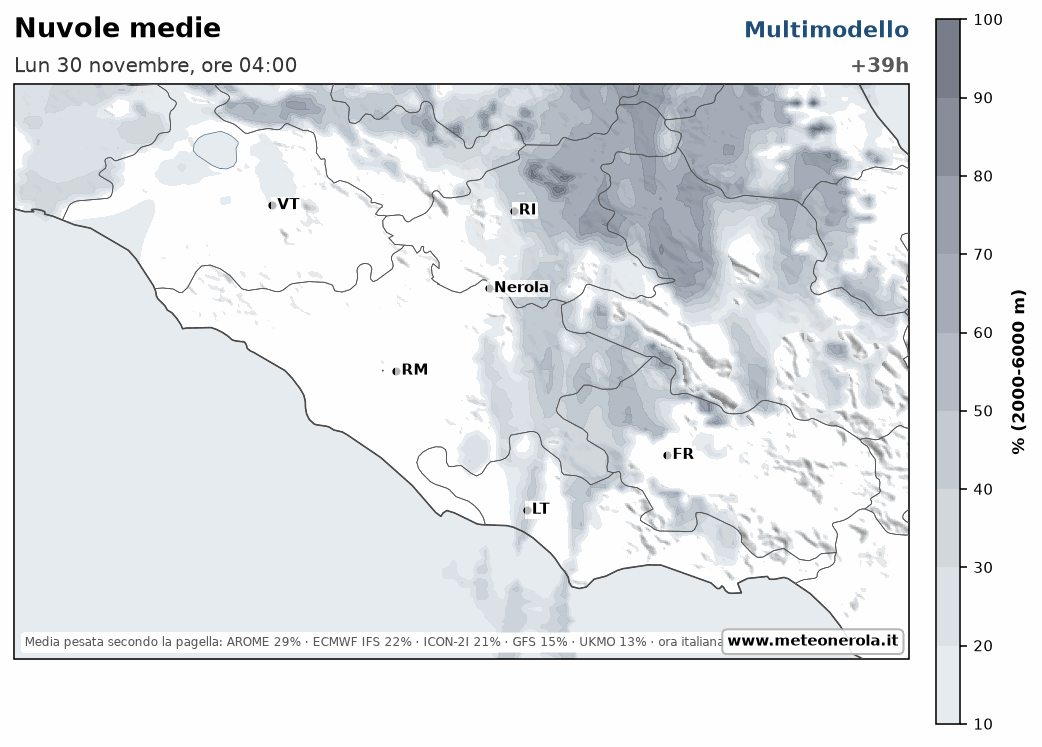 Nuvole medie
Multimodello
Lun 30 novembre, ore 04:00
+39h
100
90
80
70
60
50
40
30
20
10
% (2000-6000 m)
VT
RI
Nerola
RM
FR
LT
Media pesata secondo la pagella: AROME 29% · ECMWF IFS 22% · ICON-2I 21% · GFS 15% · UKMO 13% · ora italiana
www.meteonerola.it